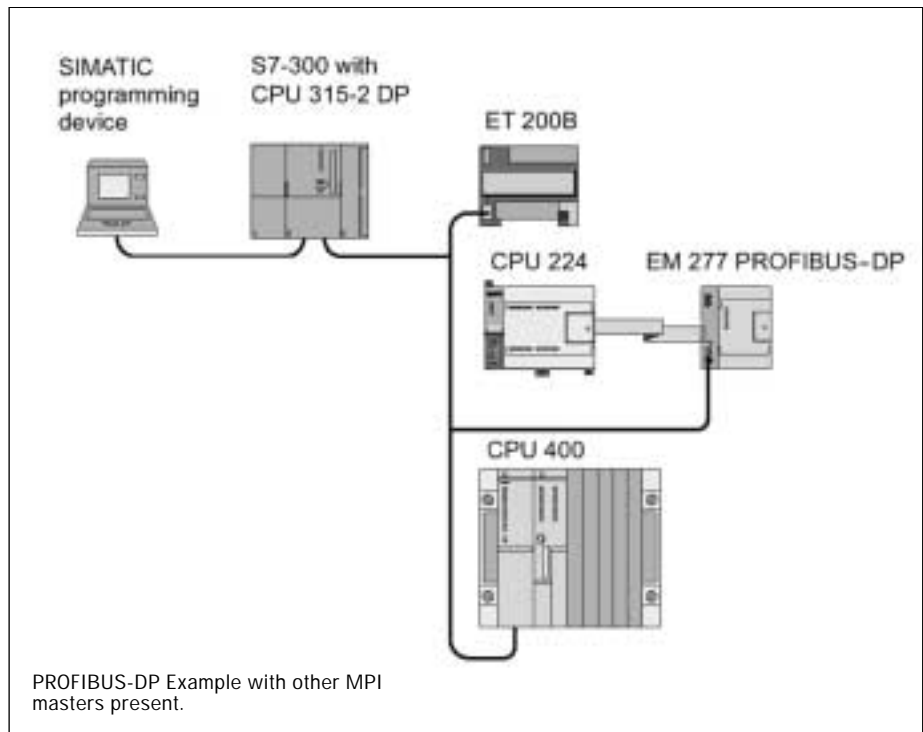 SIMATIC
programming
device
S7-300 with
CPU 315-2 DP
ET 200B
CPU 224
EM 277 PROFIBUS-DP
CPU 400
PROFIBUS-DP Example with other MPI
masters present.